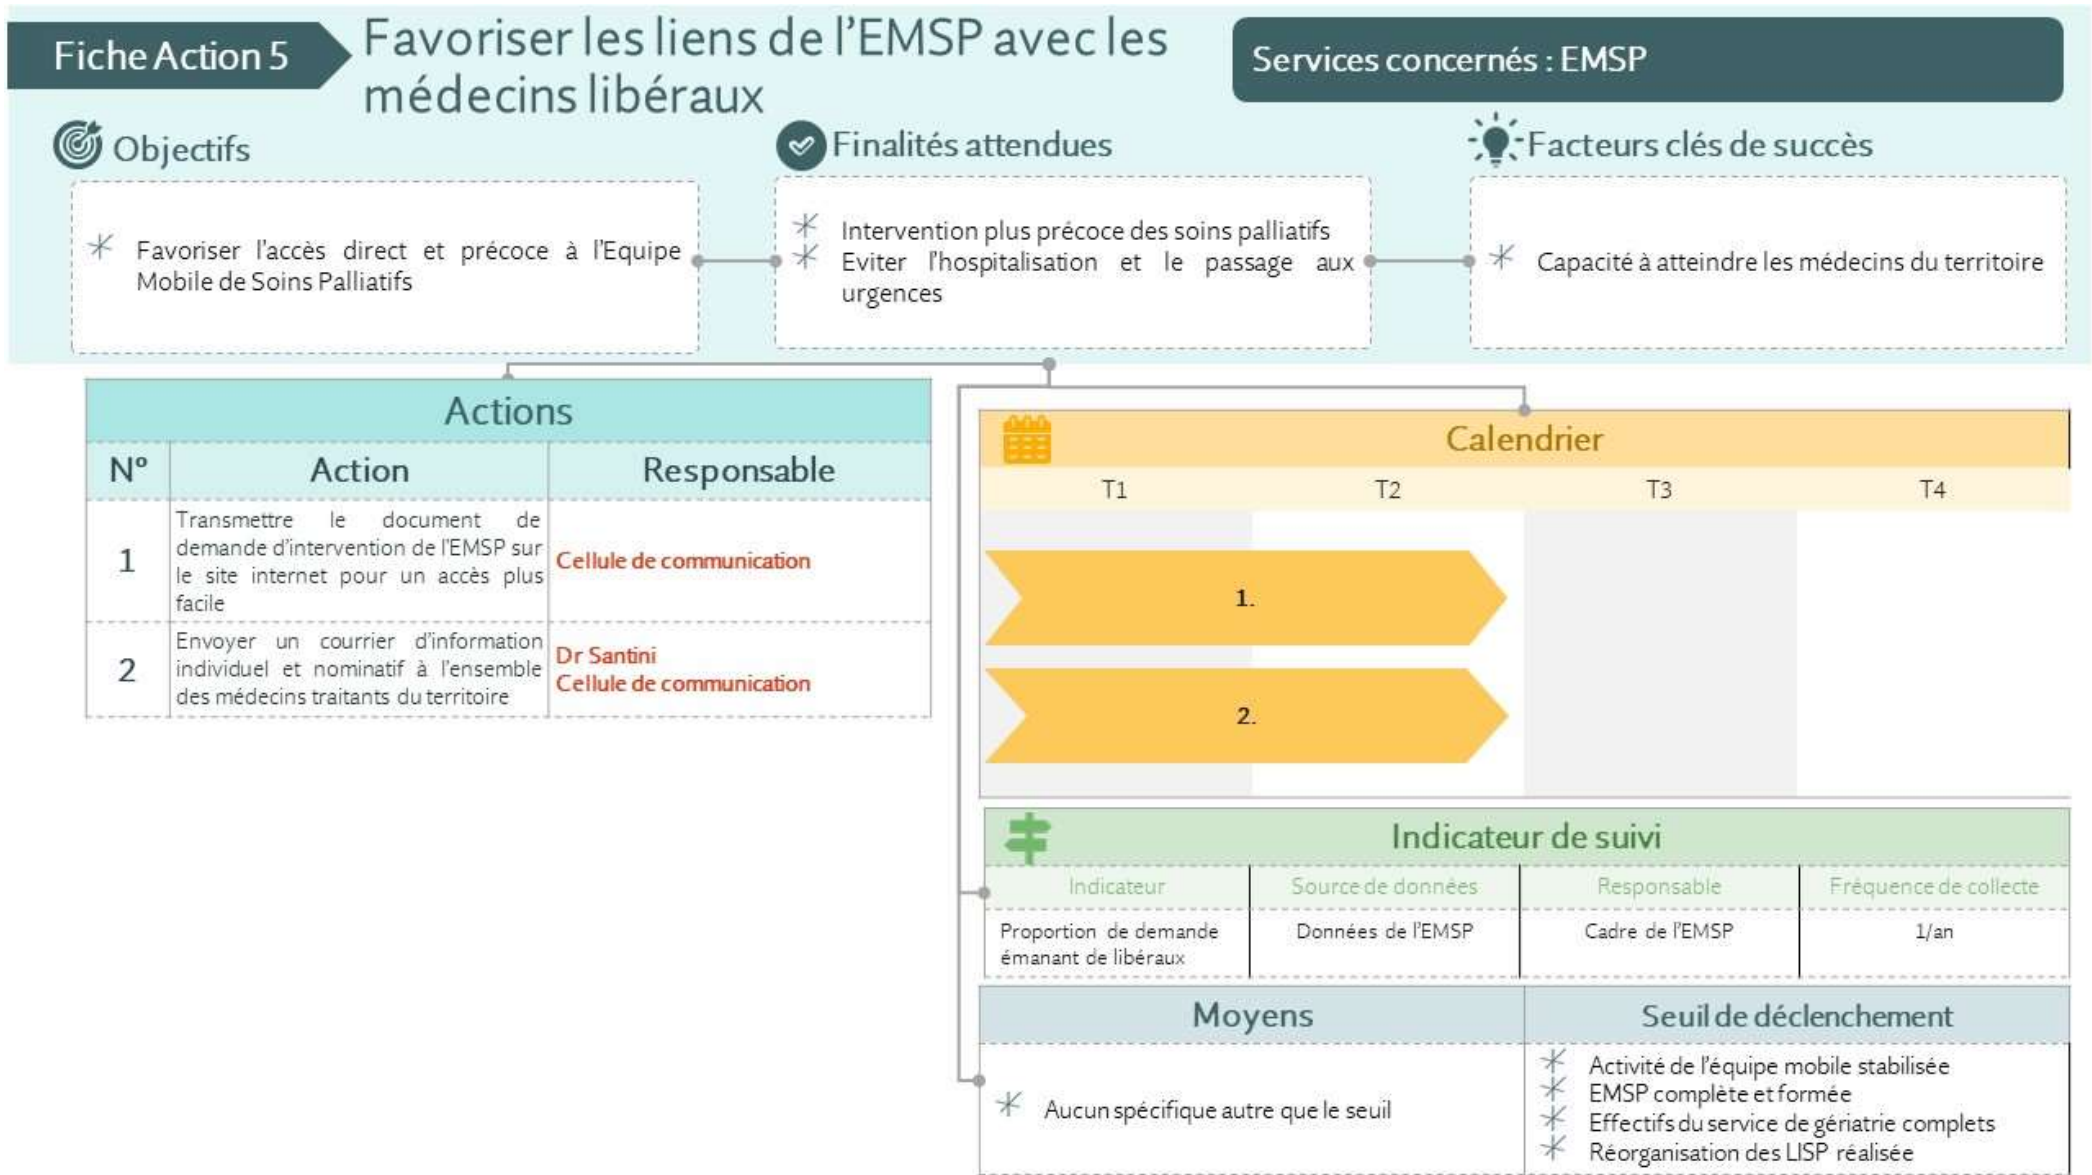 Fiche Action 5
Favoriser les liens de l'EMSP avec les
médecins libéraux
Services concernés : EMSP
Objectifs
Favoriser l'accès direct et précoce à l'Equipe
Mobile de Soins Palliatifs
Finalités attendues
Intervention plus précoce des soins palliatifs
Eviter l'hospitalisation et le passage aux
urgences
Facteurs clés de succès
Capacité à atteindre les médecins du territoire
Actions
N° Action Responsable
1
Transmettre le document de
demande d'intervention de l'EMSP sur
le site internet pour un accès plus
facile
Cellule de communication
2
Envoyer un courrier d'information
individuel et nominatif à l'ensemble
des médecins traitants du territoire
Dr Santini
Cellule de communication
Calendrier
T1 T2 T3 T4
1.
2.
Indicateur de suivi
Indicateur Source de données Responsable Fréquence de collecte
Proportion de demande
émanant de libéraux
Données de l'EMSP
Cadre de l'EMSP
1/an
Moyens
Aucun spécifique autre que le seuil
Seuil de déclenchement
Activité de l'équipe mobile stabilisée
EMSP complète et formée
Effectifs du service de gériatrie complets
Réorganisation des LISP réalisée